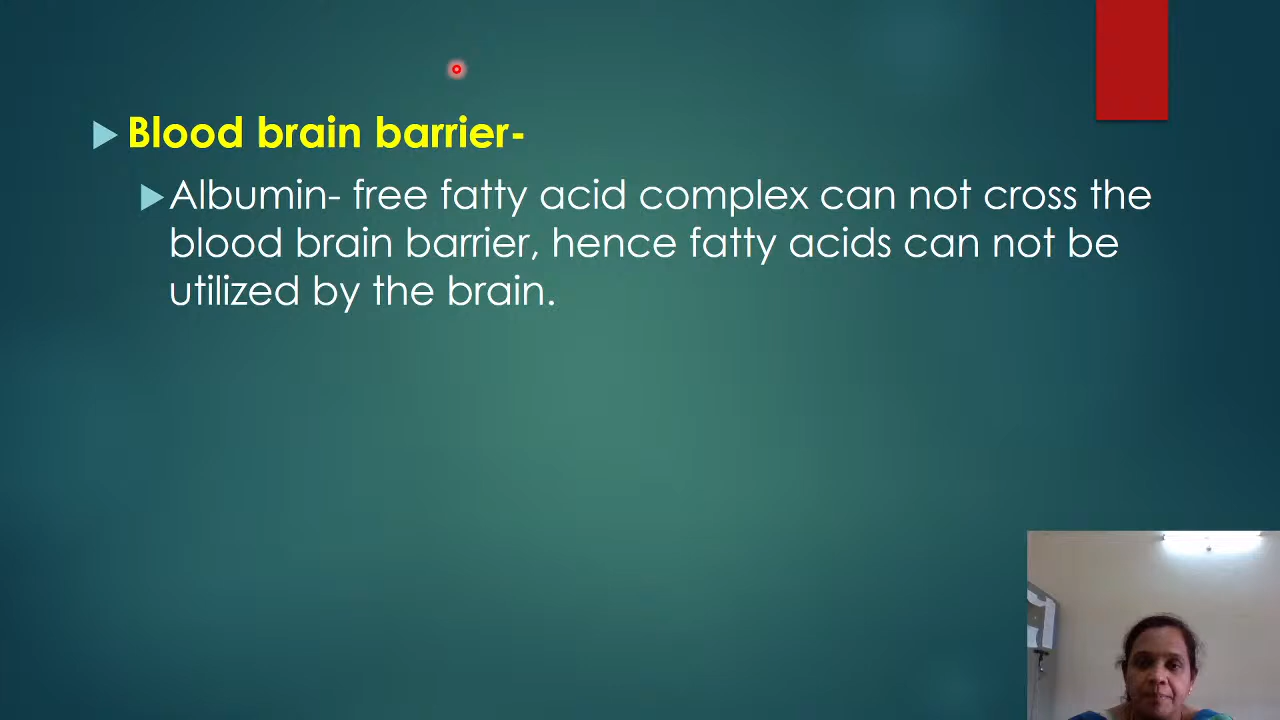 Blood brain barrier-
Albumin- free fatty acid complex can not cross the
blood brain barrier, hence fatty acids can not be
utilized by the brain.